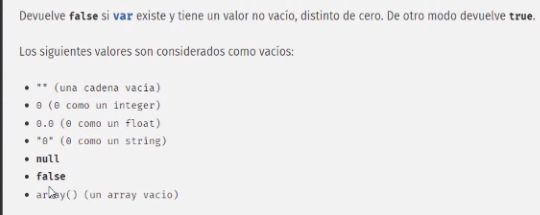 Devuelve false si var existe y tiene un valor no vacío, distinto de cero. De otro modo devuelve true.
Los siguientes valores son considerados como vacíos:
• "" (una cadena vacía)
• 0 (0 como un integer)
• 0.0 (0 como un float)
• "0" (0 como un string)
• null
• false
• array() (un array vacío)